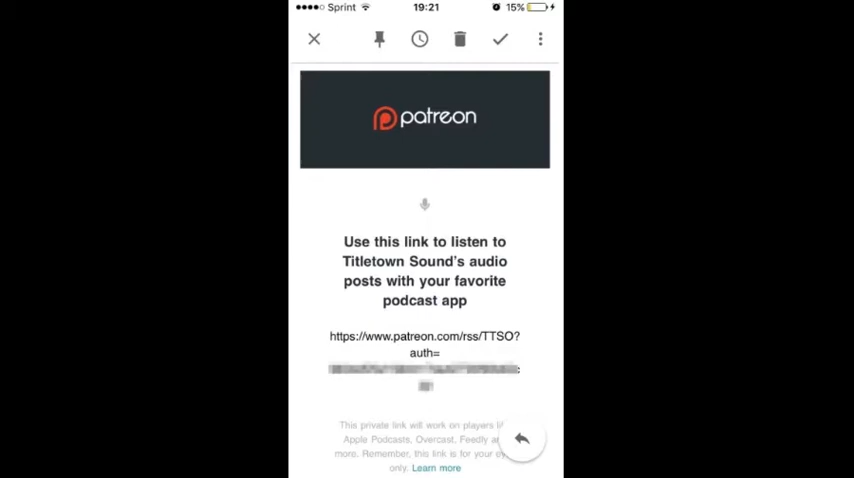 Sprint 19:21 15%
patreon
Use this link to listen to
Titletown Sound's audio
posts with your favorite
podcast app
https://www.patreon.com/rss/TTSO?
auth=
This private link will work on players
Apple Podcasts, Overcast, Feedly
more. Remember, this link is for your
only. Learn more